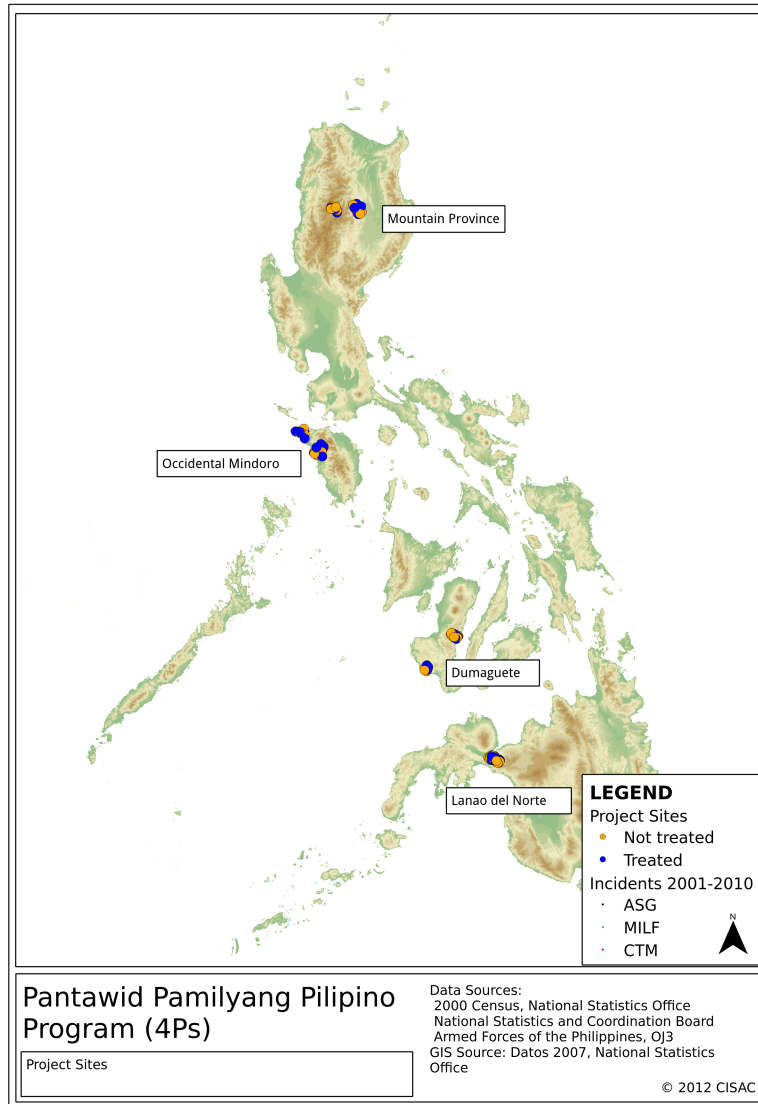 Mountain Province
Occidental Mindoro
Dumaguete
Lanao del Norte
LEGEND
Project Sites
Not treated
Treated
Incidents 2001-2010
ASG
MILF
CTM
N
Pantawid Pamilyang Pilipino
Program (4Ps)
Project Sites
Data Sources:
2000 Census, National Statistics Office
National Statistics and Coordination Board
Armed Forces of the Philippines, OJ3
GIS Source: Datos 2007, National Statistics
Office
© 2012 CISAC